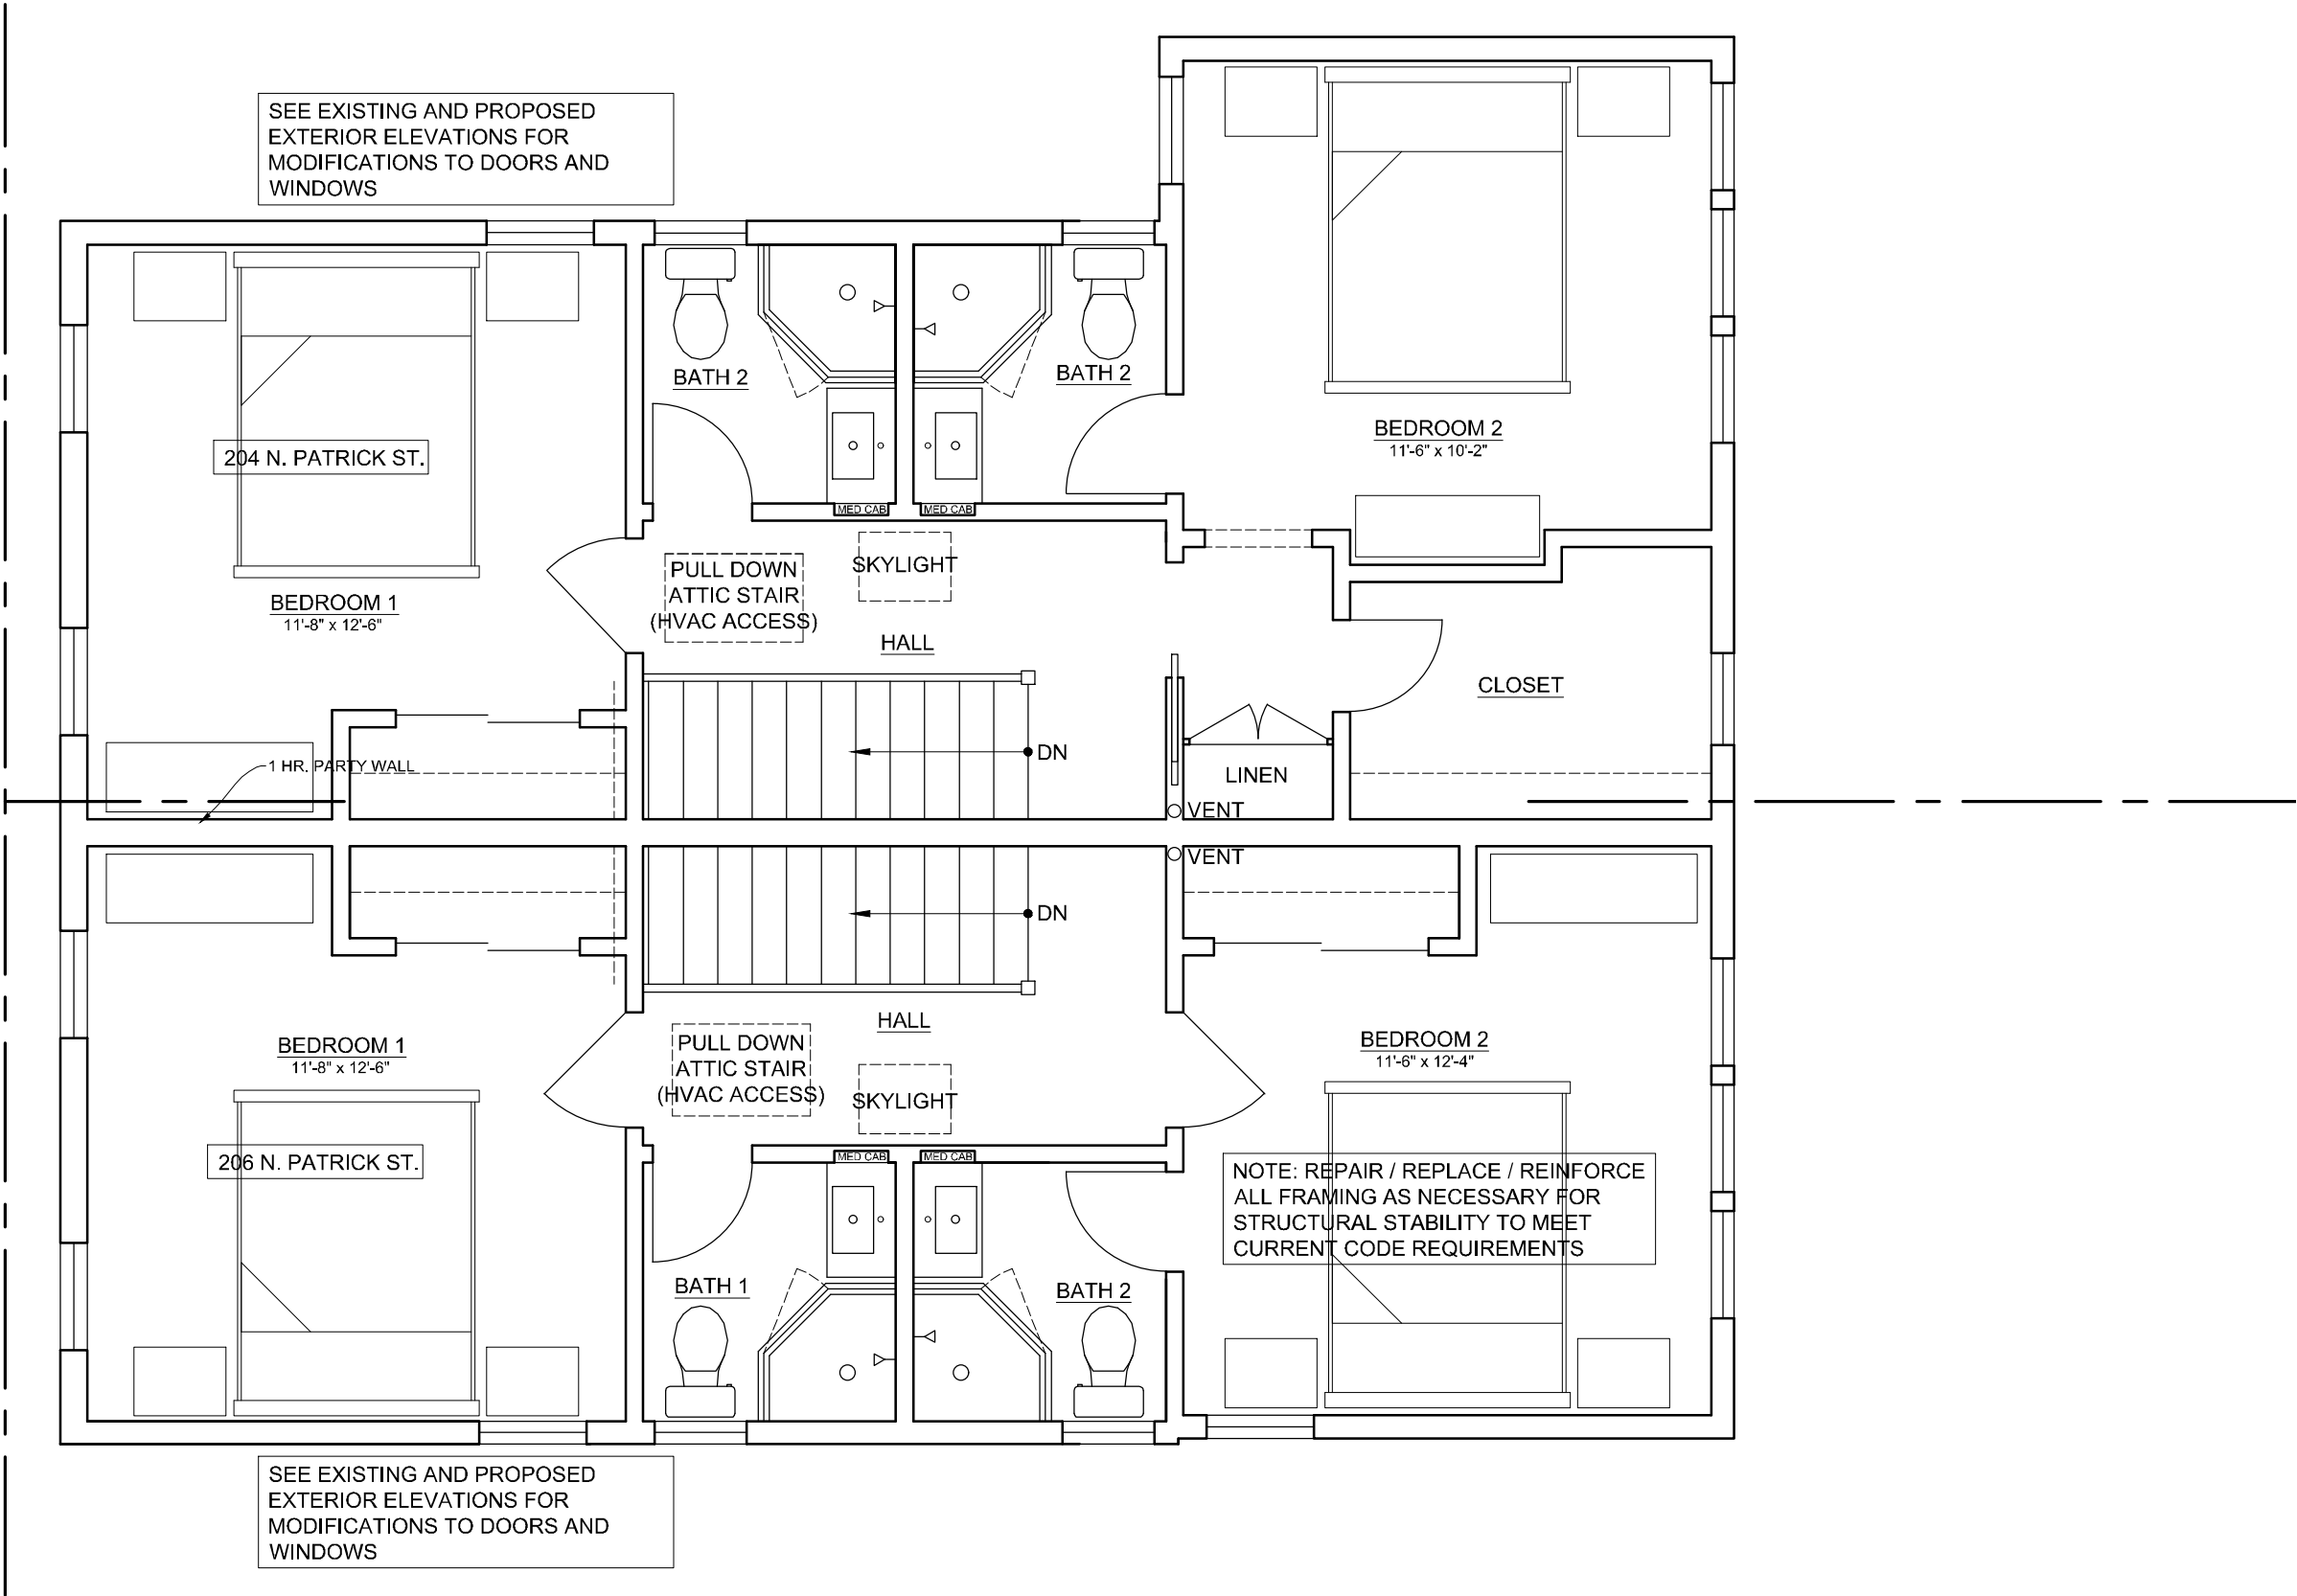 SEE EXISTING AND PROPOSED
EXTERIOR ELEVATIONS FOR
MODIFICATIONS TO DOORS AND
WINDOWS
BATH 2
BATH 2
BEDROOM 2
11'-6" x 10'-2"
204 N. PATRICK ST.
MED CAB
MED CAB
PULL DOWN
ATTIC STAIR
(HVAC ACCESS)
SKYLIGHT
BEDROOM 1
11'-8" x 12'-6"
HALL
CLOSET
DN
1 HR. PARTY WALL
LINEN
VENT
VENT
DN
HALL
BEDROOM 1
11'-8" x 12'-6"
PULL DOWN
ATTIC STAIR
(HVAC ACCESS)
SKYLIGHT
BEDROOM 2
11'-6" x 12'-4"
MED CAB
MED CAB
206 N. PATRICK ST.
NOTE: REPAIR / REPLACE / REINFORCE
ALL FRAMING AS NECESSARY FOR
STRUCTURAL STABILITY TO MEET
CURRENT CODE REQUIREMENTS
BATH 1
BATH 2
SEE EXISTING AND PROPOSED
EXTERIOR ELEVATIONS FOR
MODIFICATIONS TO DOORS AND
WINDOWS